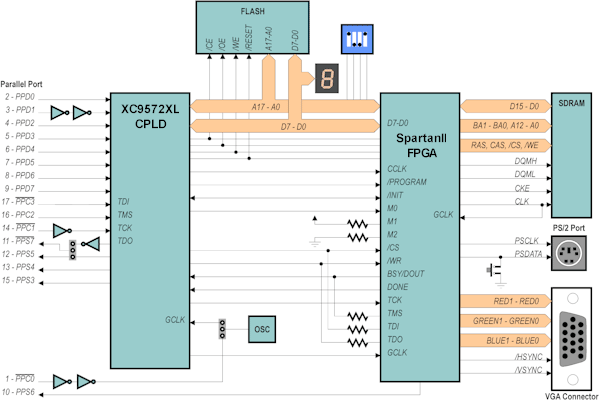 FLASH
/CE
/OE
/WE
/RESET
A17-A0
D7-D0
8
Parallel Port
2 - PPD0
3 - PPD1
4 - PPD2
5 - PPD3
6 - PPD4
7 - PPD5
8 - PPD6
9 - PPD7
17 - PPC3
16 - PPC2
14 - PPC1
11 - PPS7
12 - PPS5
13 - PPS4
15 - PPS3
1 - PPC0
10 - PPS6
XC9572XL
CPLD
TDI
TMS
TCK
TDO
GCLK
A17 - A0
D7 - D0
OSC
D7-D0
SpartanII
FPGA
CCLK
/PROGRAM
/INIT
M0
M1
M2
/CS
/WR
BSY/DOUT
DONE
TCK
TMS
TDI
TDO
GCLK
GCLK
D15 - D0
BA1 - BA0, A12 - A0
RAS, CAS, /CS, /WE
DQMH
DQML
CKE
CLK
SDRAM
PS/2 Port
PSCLK
PSDATA
RED1 - RED0
GREEN1 - GREEN0
BLUE1 - BLUE0
/HSYNC
/VSYNC
VGA Connector